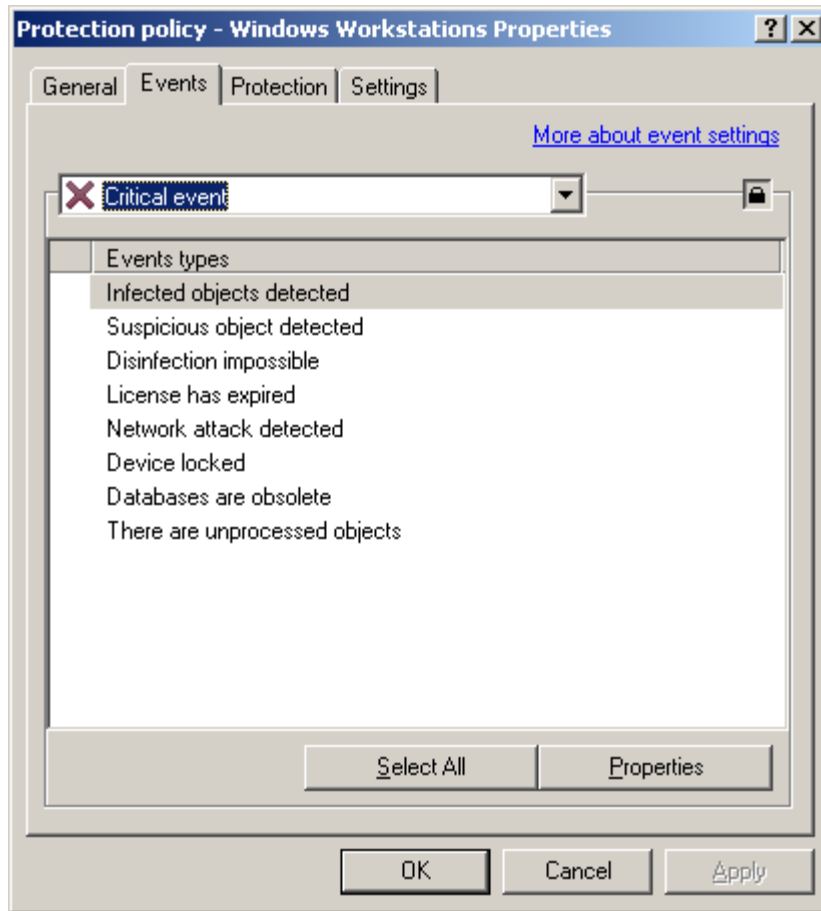 Protection policy - Windows Workstations Properties
General Events Protection Settings
More about event settings
Critical event
Events types
Infected objects detected
Suspicious object detected
Disinfection impossible
License has expired
Network attack detected
Device locked
Databases are obsolete
There are unprocessed objects
Select All Properties
OK Cancel Apply